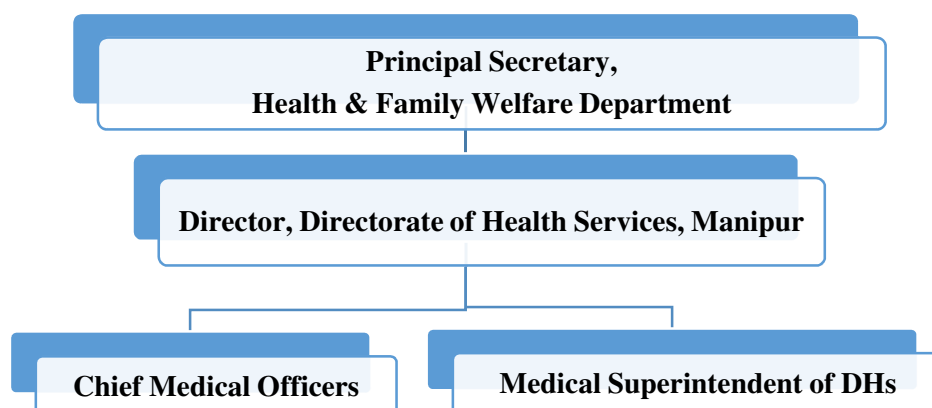 Principal Secretary,
Health & Family Welfare Department
Director, Directorate of Health Services, Manipur
Chief Medical Officers
Medical Superintendent of DHs